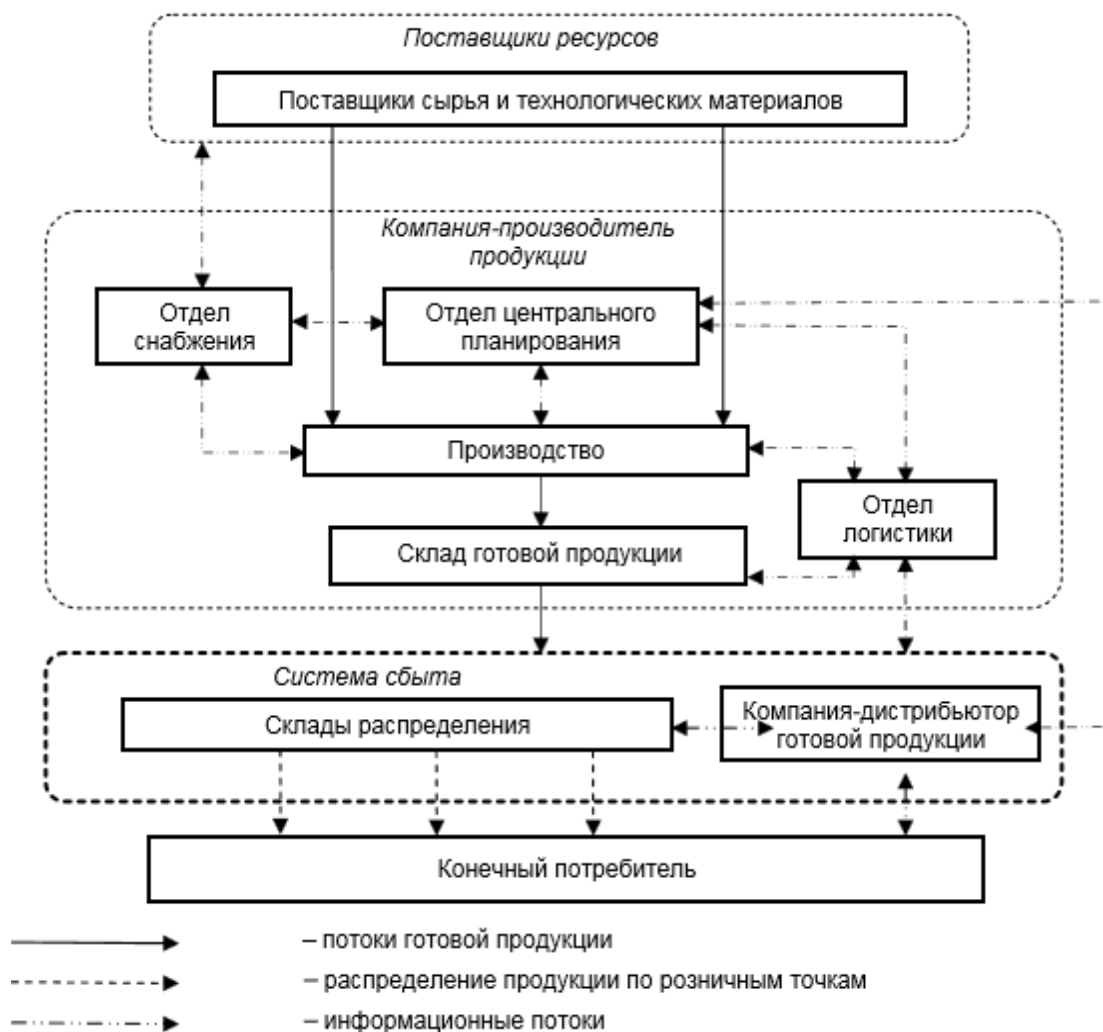 Поставщики ресурсов
Поставщики сырья и технологических материалов
Компания-производитель
продукции
Отдел
снабжения
Отдел центрального
планирования
Производство
Отдел
логистики
Склад готовой продукции
Система сбыта
Склады распределения
Компания-дистрибьютор
готовой продукции
Конечный потребитель
– потоки готовой продукции
– распределение продукции по розничным точкам
– информационные потоки